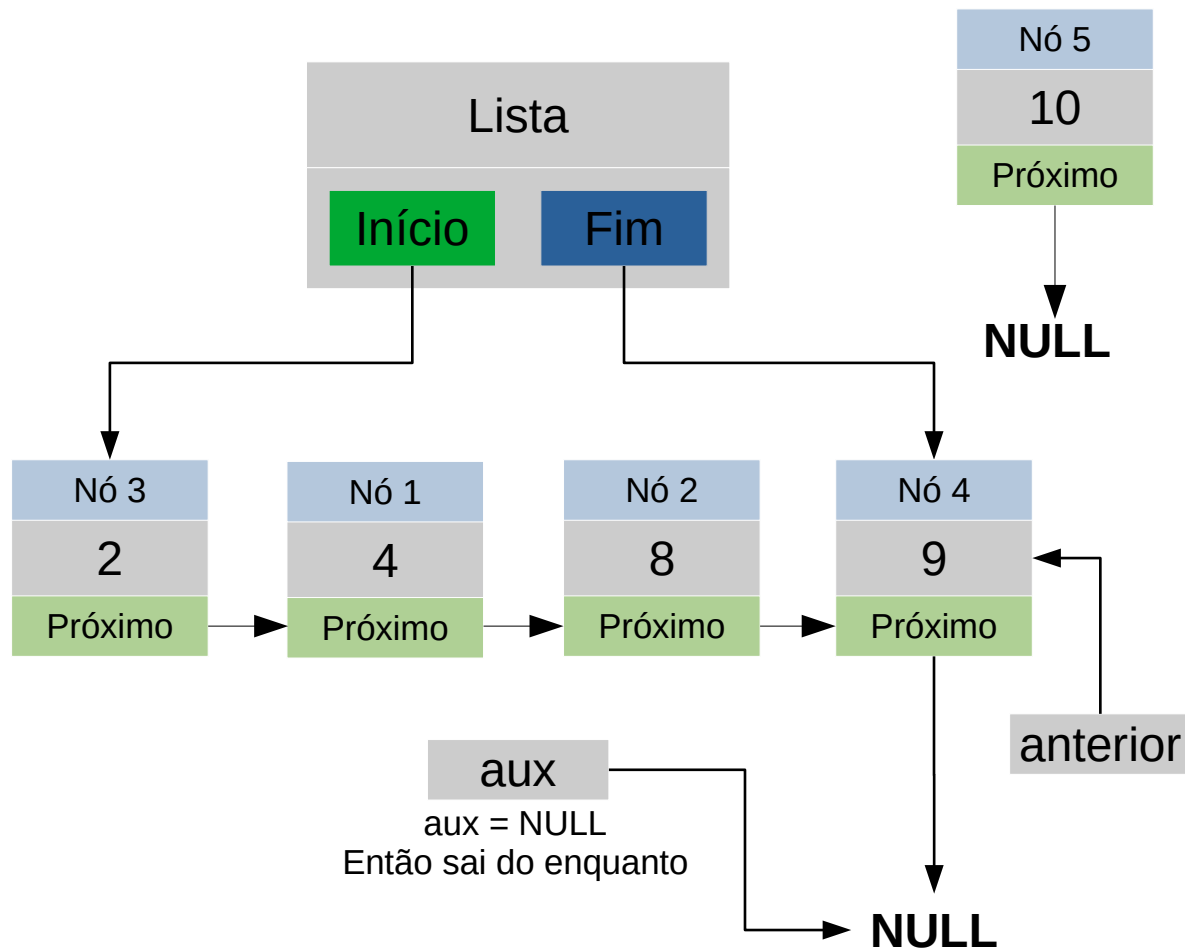 Nó 5
10
Próximo
NULL
Lista
Início
Fim
Nó 3
2
Próximo
Nó 1
4
Próximo
Nó 2
8
Próximo
Nó 4
9
Próximo
anterior
aux
aux = NULL
Então sai do enquanto
NULL